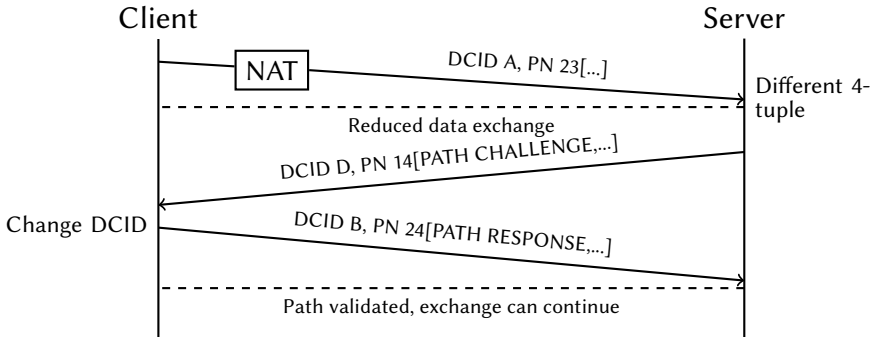 Client
Server
NAT
DCID A, PN 23[...]
Different 4-
tuple
Reduced data exchange
DCID D, PN 14[PATH CHALLENGE,...]
Change DCID
DCID B, PN 24[PATH RESPONSE,...]
Path validated, exchange can continue